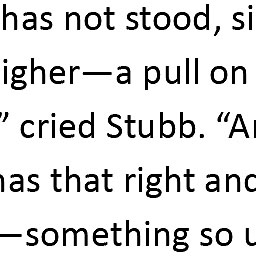 has not stood, si
igher—a pull on
” cried Stubb. “Ar
has that right and
—something so u